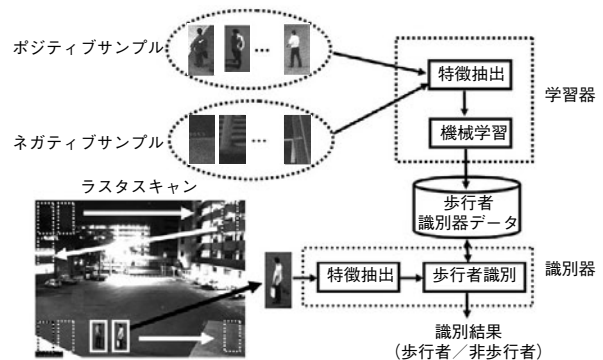 ポジティブサンプル
…
特徴抽出
学習器
ネガティブサンプル
…
機械学習
ラスタスキャン
歩行者
識別器データ
特徴抽出
歩行者識別
識別器
識別結果
(歩行者／非歩行者)